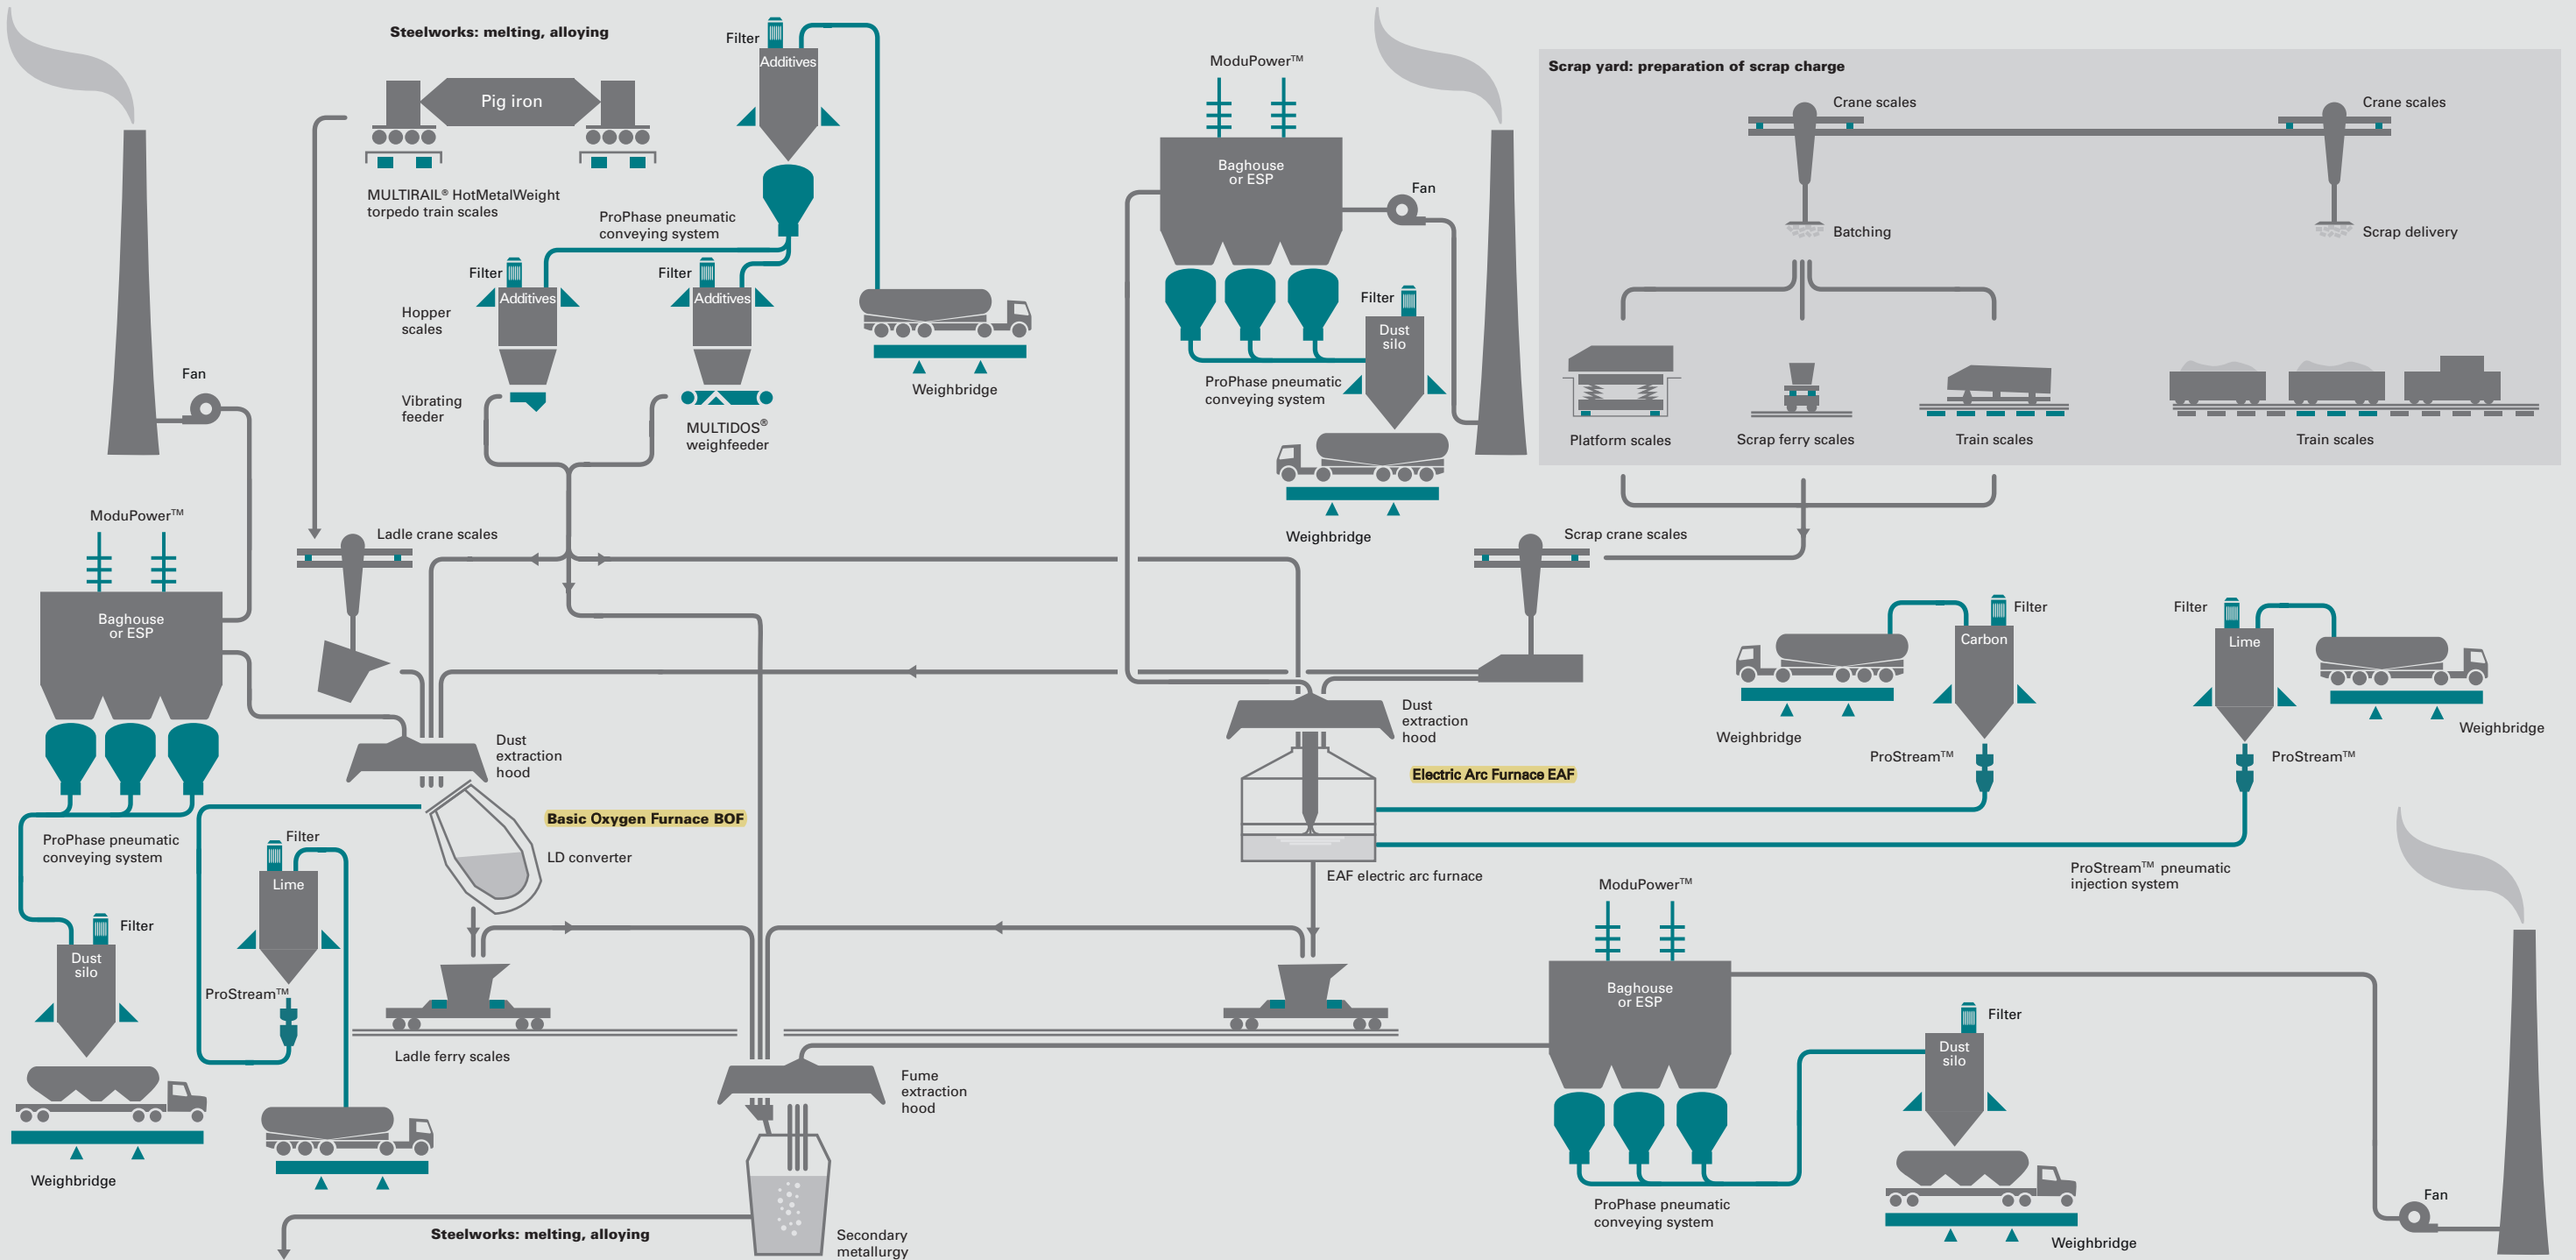 Steelworks: melting, alloying
Pig iron
MULTIRAIL® HotMetalWeight
torpedo train scales
Filter
Additives
ProPhase pneumatic
conveying system
Filter
Additives
Filter
Additives
Hopper
scales
Vibrating
feeder
MULTIDOS®
weighfeeder
Weighbridge
Fan
ModuPower™
Baghouse
or ESP
Ladle crane scales
Dust
extraction
hood
Basic Oxygen Furnace BOF
LD converter
ProPhase pneumatic
conveying system
Filter
Lime
Filter
Dust
silo
ProStream™
Weighbridge
Ladle ferry scales
Fume
extraction
hood
Steelworks: melting, alloying
Secondary
metallurgy
ModuPower™
Baghouse
or ESP
Fan
Filter
Dust
silo
ProPhase pneumatic
conveying system
Weighbridge
Scrap yard: preparation of scrap charge
Crane scales
Crane scales
Batching
Scrap delivery
Platform scales
Scrap ferry scales
Train scales
Train scales
Scrap crane scales
Dust
extraction
hood
Electric Arc Furnace EAF
EAF electric arc furnace
Filter
Carbon
Weighbridge
ProStream™
Filter
Lime
Weighbridge
ProStream™
ProStream™ pneumatic
injection system
ModuPower™
Baghouse
or ESP
Filter
Dust
silo
ProPhase pneumatic
conveying system
Weighbridge
Fan